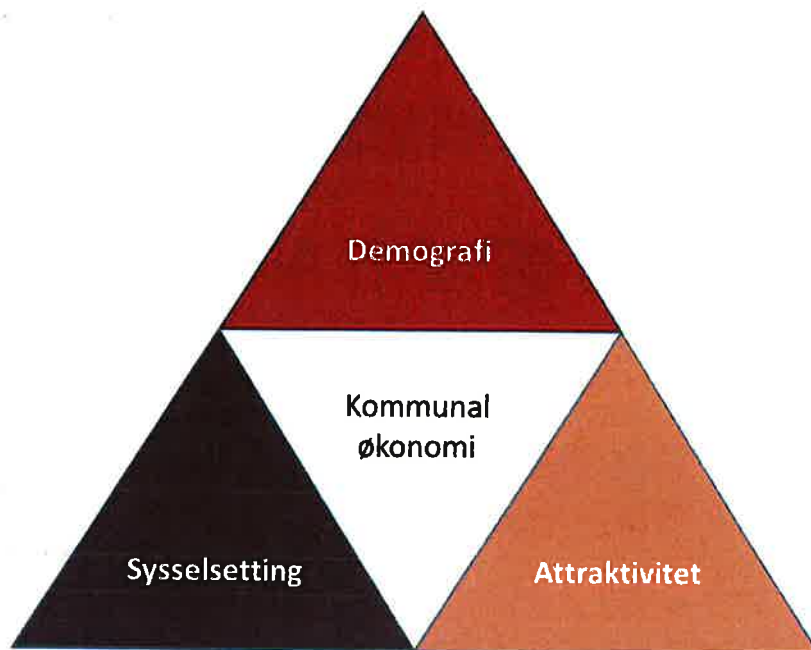 Demografi
Kommunal
økonomi
Sysselsetting
Attraktivitet